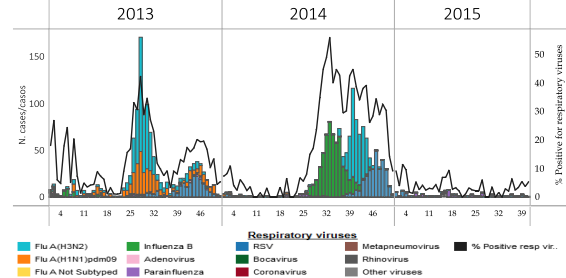 2013 2014 2015
N. cases/casos
150
100
50
0
50
40
30
20
10
0
% Positive for respiratory viruses
4 11 18 25 32 39 46 4 11 18 25 32 39 46 4 11 18 25 32 39
Respiratory viruses
Flu A(H3N2) Influenza B RSV Metapneumovirus % Positive resp vir..
Flu A(H1N1)pdm09 Adenovirus Bocavirus Rhinovirus
Flu A Not Subtyped Parainfluenza Coronavirus Other viruses